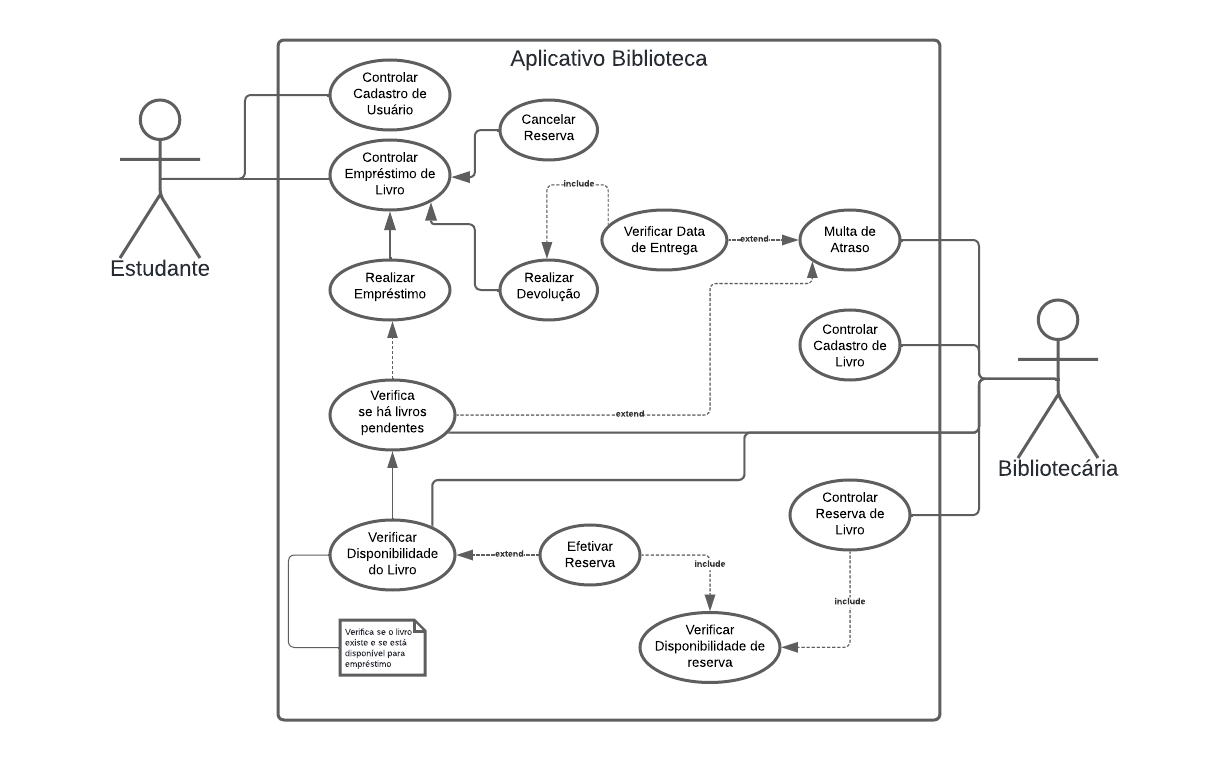 Aplicativo Biblioteca
Controlar
Cadastro de
Usuário
Cancelar
Reserva
Controlar
Empréstimo de
Livro
include
Verificar Data
de Entrega
extend
Multa de
Atraso
Estudante
Realizar
Empréstimo
Realizar
Devolução
Controlar
Cadastro de
Livro
Verifica
se há livros
pendentes
extend
Bibliotecária
Controlar
Reserva de
Livro
Verificar
Disponibilidade
do Livro
extend
Efetivar
Reserva
include
include
Verifica se o livro
existe e se está
disponível para
empréstimo
Verificar
Disponibilidade de
reserva